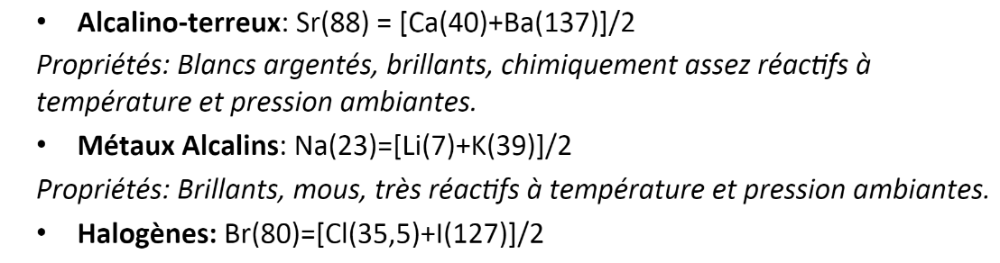 • Alcalino-terreux: Sr(88) = [Ca(40)+Ba(137)]/2
Propriétés: Blancs argentés, brillants, chimiquement assez réactifs à
température et pression ambiantes.
• Métaux Alcalins: Na(23)=[Li(7)+K(39)]/2
Propriétés: Brillants, mous, très réactifs à température et pression ambiantes.
• Halogènes: Br(80)=[Cl(35,5)+I(127)]/2